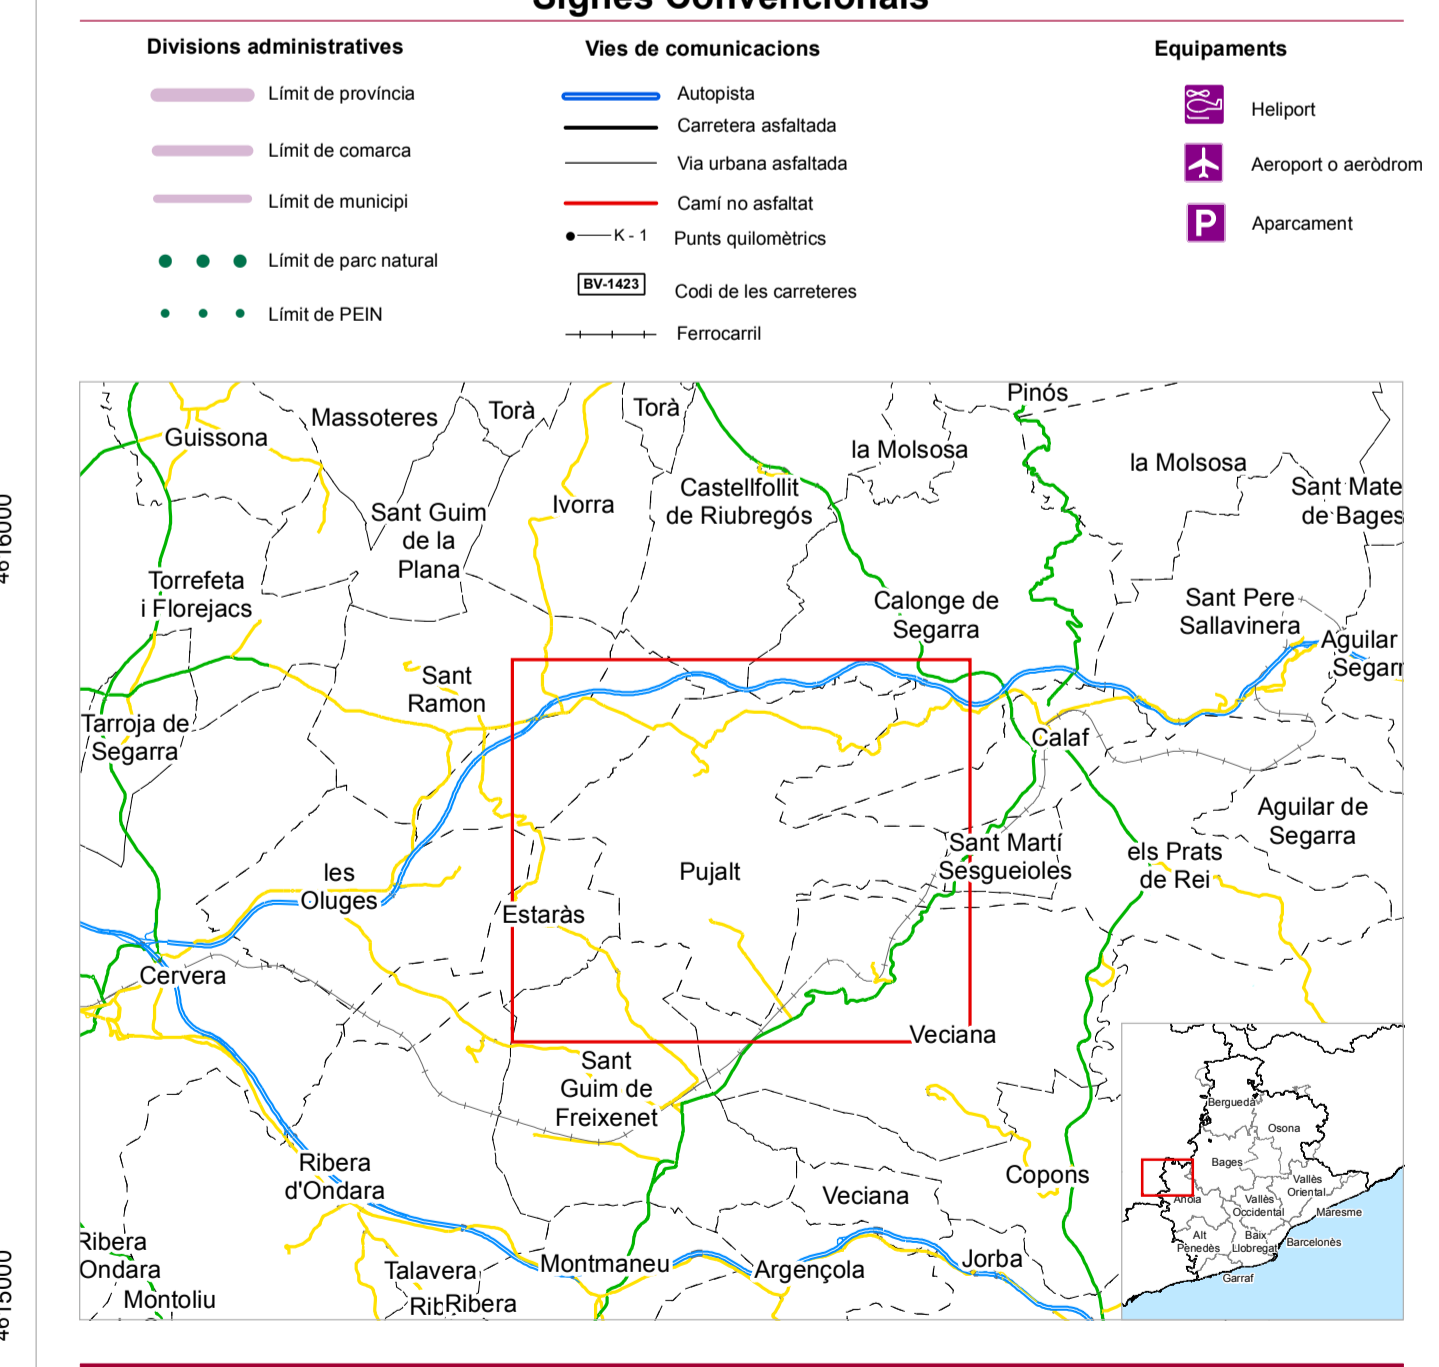 Signes Convencionals
Divisions administratives
Límit de província
Límit de comarca
Límit de municipi
Límit de parc natural
Límit de PEIN
Vies de comunicacions
Autopista
Carretera asfaltada
Via urbana asfaltada
Camí no asfaltat
K - 1
Punts quilomètrics
BV-1423
Codi de les carreteres
Ferrocarril
Equipaments
Heliport
Aeroport o aeròdrom
P
Aparcament
4616000
4615000
Pinós
Massoteres
Torà
Torà
Guissona
la Molsosa
la Molsosa
Sant Mate
de Bages
Castellfollit
de Riubregós
Ivorra
Sant Guim
de la
Plana
Torrefeta
i Florejacs
Calonge de
Segarra
Sant Pere
Sallavinera
Aguilar
Segarr
Sant
Ramon
Tarroja de
Segarra
Calaf
Aguilar de
Segarra
Sant Martí
Sesgueioles
els Prats
de Rei
Pujalt
les
Oluges
Estaràs
Cervera
Veciana
Sant
Guim de
Freixenet
Ribera
d'Ondara
Copons
Veciana
Ribera
Ondara
Montmaneu
Argençola
Jorba
Talavera
Montoliu
Rib
Ribera
Berguedà
Osona
Bages
Vallès
Oriental
Anoia
Vallès
Occidental
Maresme
Alt
Penedès
Baix
Llobregat
Barcelonès
Garraf